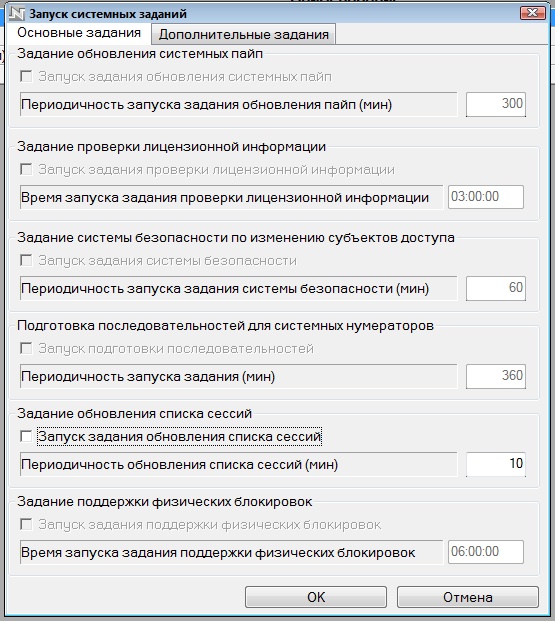 Запуск системных заданий
Основные задания
Дополнительные задания
Задание обновления системных пайп
Запуск задания обновления системных пайп
Периодичность запуска задания обновления пайп (мин)
300
Задание проверки лицензионной информации
Запуск задания проверки лицензионной информации
Время запуска задания проверки лицензионной информации
03:00:00
Задание системы безопасности по изменению субъектов доступа
Запуск задания системы безопасности
Периодичность запуска задания системы безопасности (мин)
60
Подготовка последовательностей для системных нумераторов
Запуск подготовки последовательностей
Периодичность запуска задания (мин)
360
Задание обновления списка сессий
Запуск задания обновления списка сессий
Периодичность обновления списка сессий (мин)
10
Задание поддержки физических блокировок
Запуск задания поддержки физических блокировок
Время запуска задания поддержки физических блокировок
06:00:00
OK
Отмена